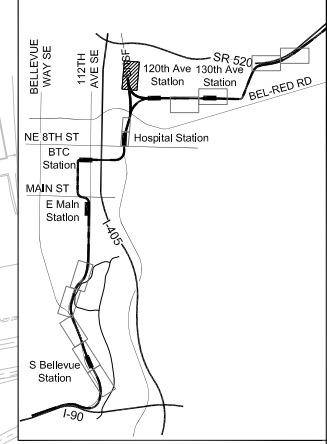 BELLEVUE
WAY SE
112TH
AVE SE
SF
SR 520
120th Ave
Station
130th Ave
Station
BEL-RED RD
NE 8TH ST
Hospital Station
BTC
Station
MAIN ST
E Main
Station
I-405
S Bellevue
Station
I-90